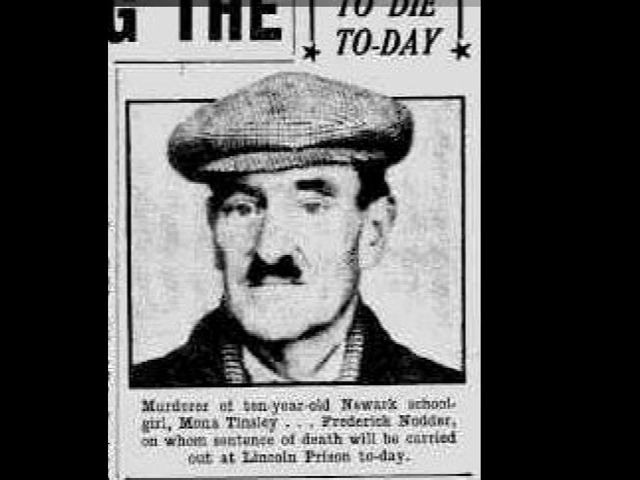 G THE
TO DIE
TO-DAY
Murderer of ten-year-old Newark school-
girl, Mona Tinsley . . . Frederick Nodder,
on whom sentence of death will be carried
out at Lincoln Prison to-day.